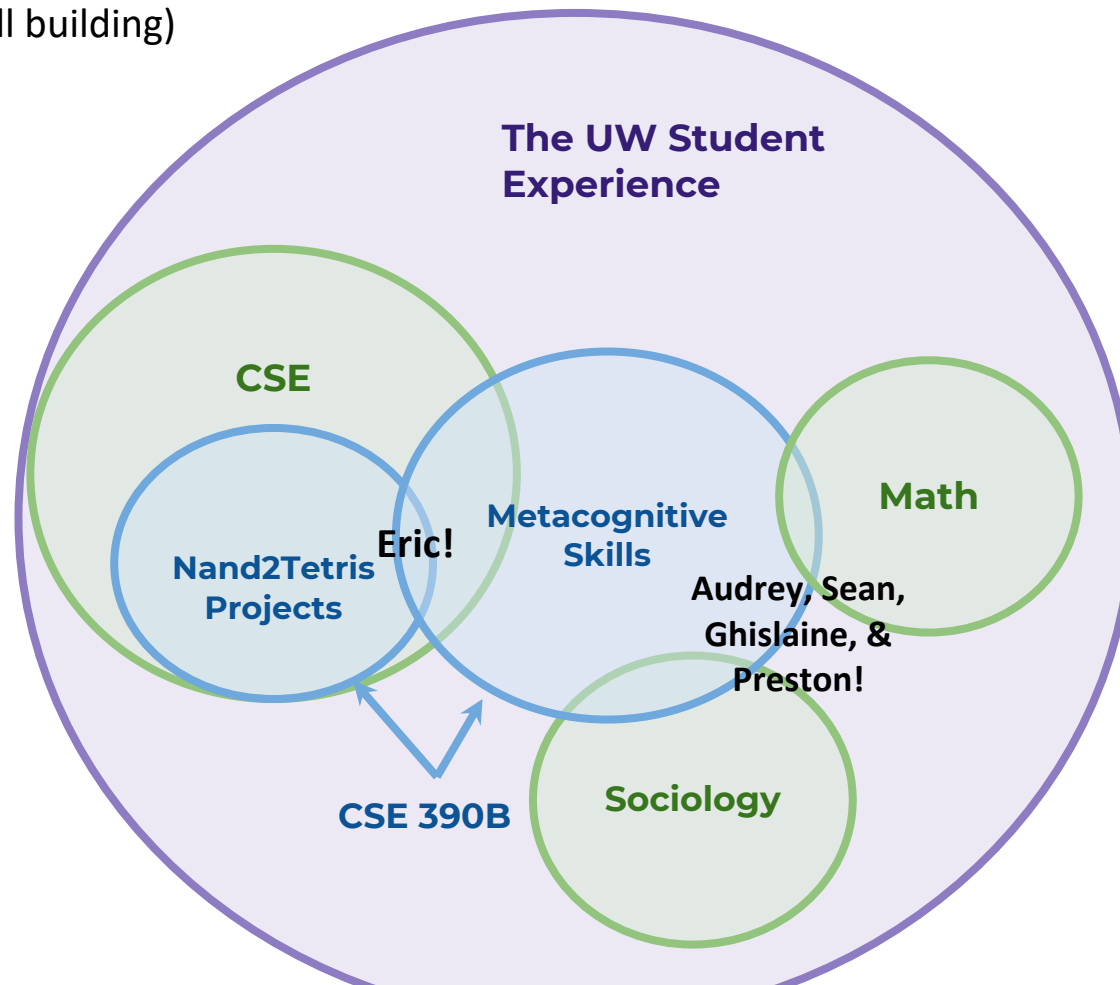 ll building)
The UW Student
Experience
CSE
Metacognitive
Skills
Math
Eric!
Nand2Tetris
Projects
Audrey, Sean,
Ghislaine, &
Preston!
CSE 390B
Sociology